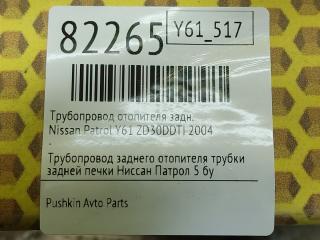 82265
Y61_517
Трубопровод отопителя задн.
Nissan Patrol Y61 ZD30DDTI 2004
-
Трубопровод заднего отопителя трубки
задней печки Ниссан Патрол 5 бу
Pushkin Avto Parts